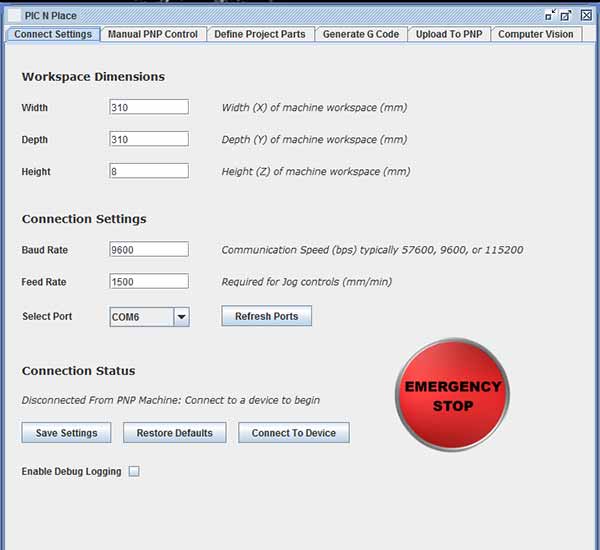 PIC N Place
Connect Settings Manual PNP Control Define Project Parts Generate G Code Upload To PNP Computer Vision
Workspace Dimensions
Width 310 Width (X) of machine workspace (mm)
Depth 310 Depth (Y) of machine workspace (mm)
Height 8 Height (Z) of machine workspace (mm)
Connection Settings
Baud Rate 9600 Communication Speed (bps) typically 57600, 9600, or 115200
Feed Rate 1500 Required for Jog controls (mm/min)
Select Port COM6 Refresh Ports
Connection Status
Disconnected From PNP Machine: Connect to a device to begin
EMERGENCY
STOP
Save Settings Restore Defaults Connect To Device
Enable Debug Logging